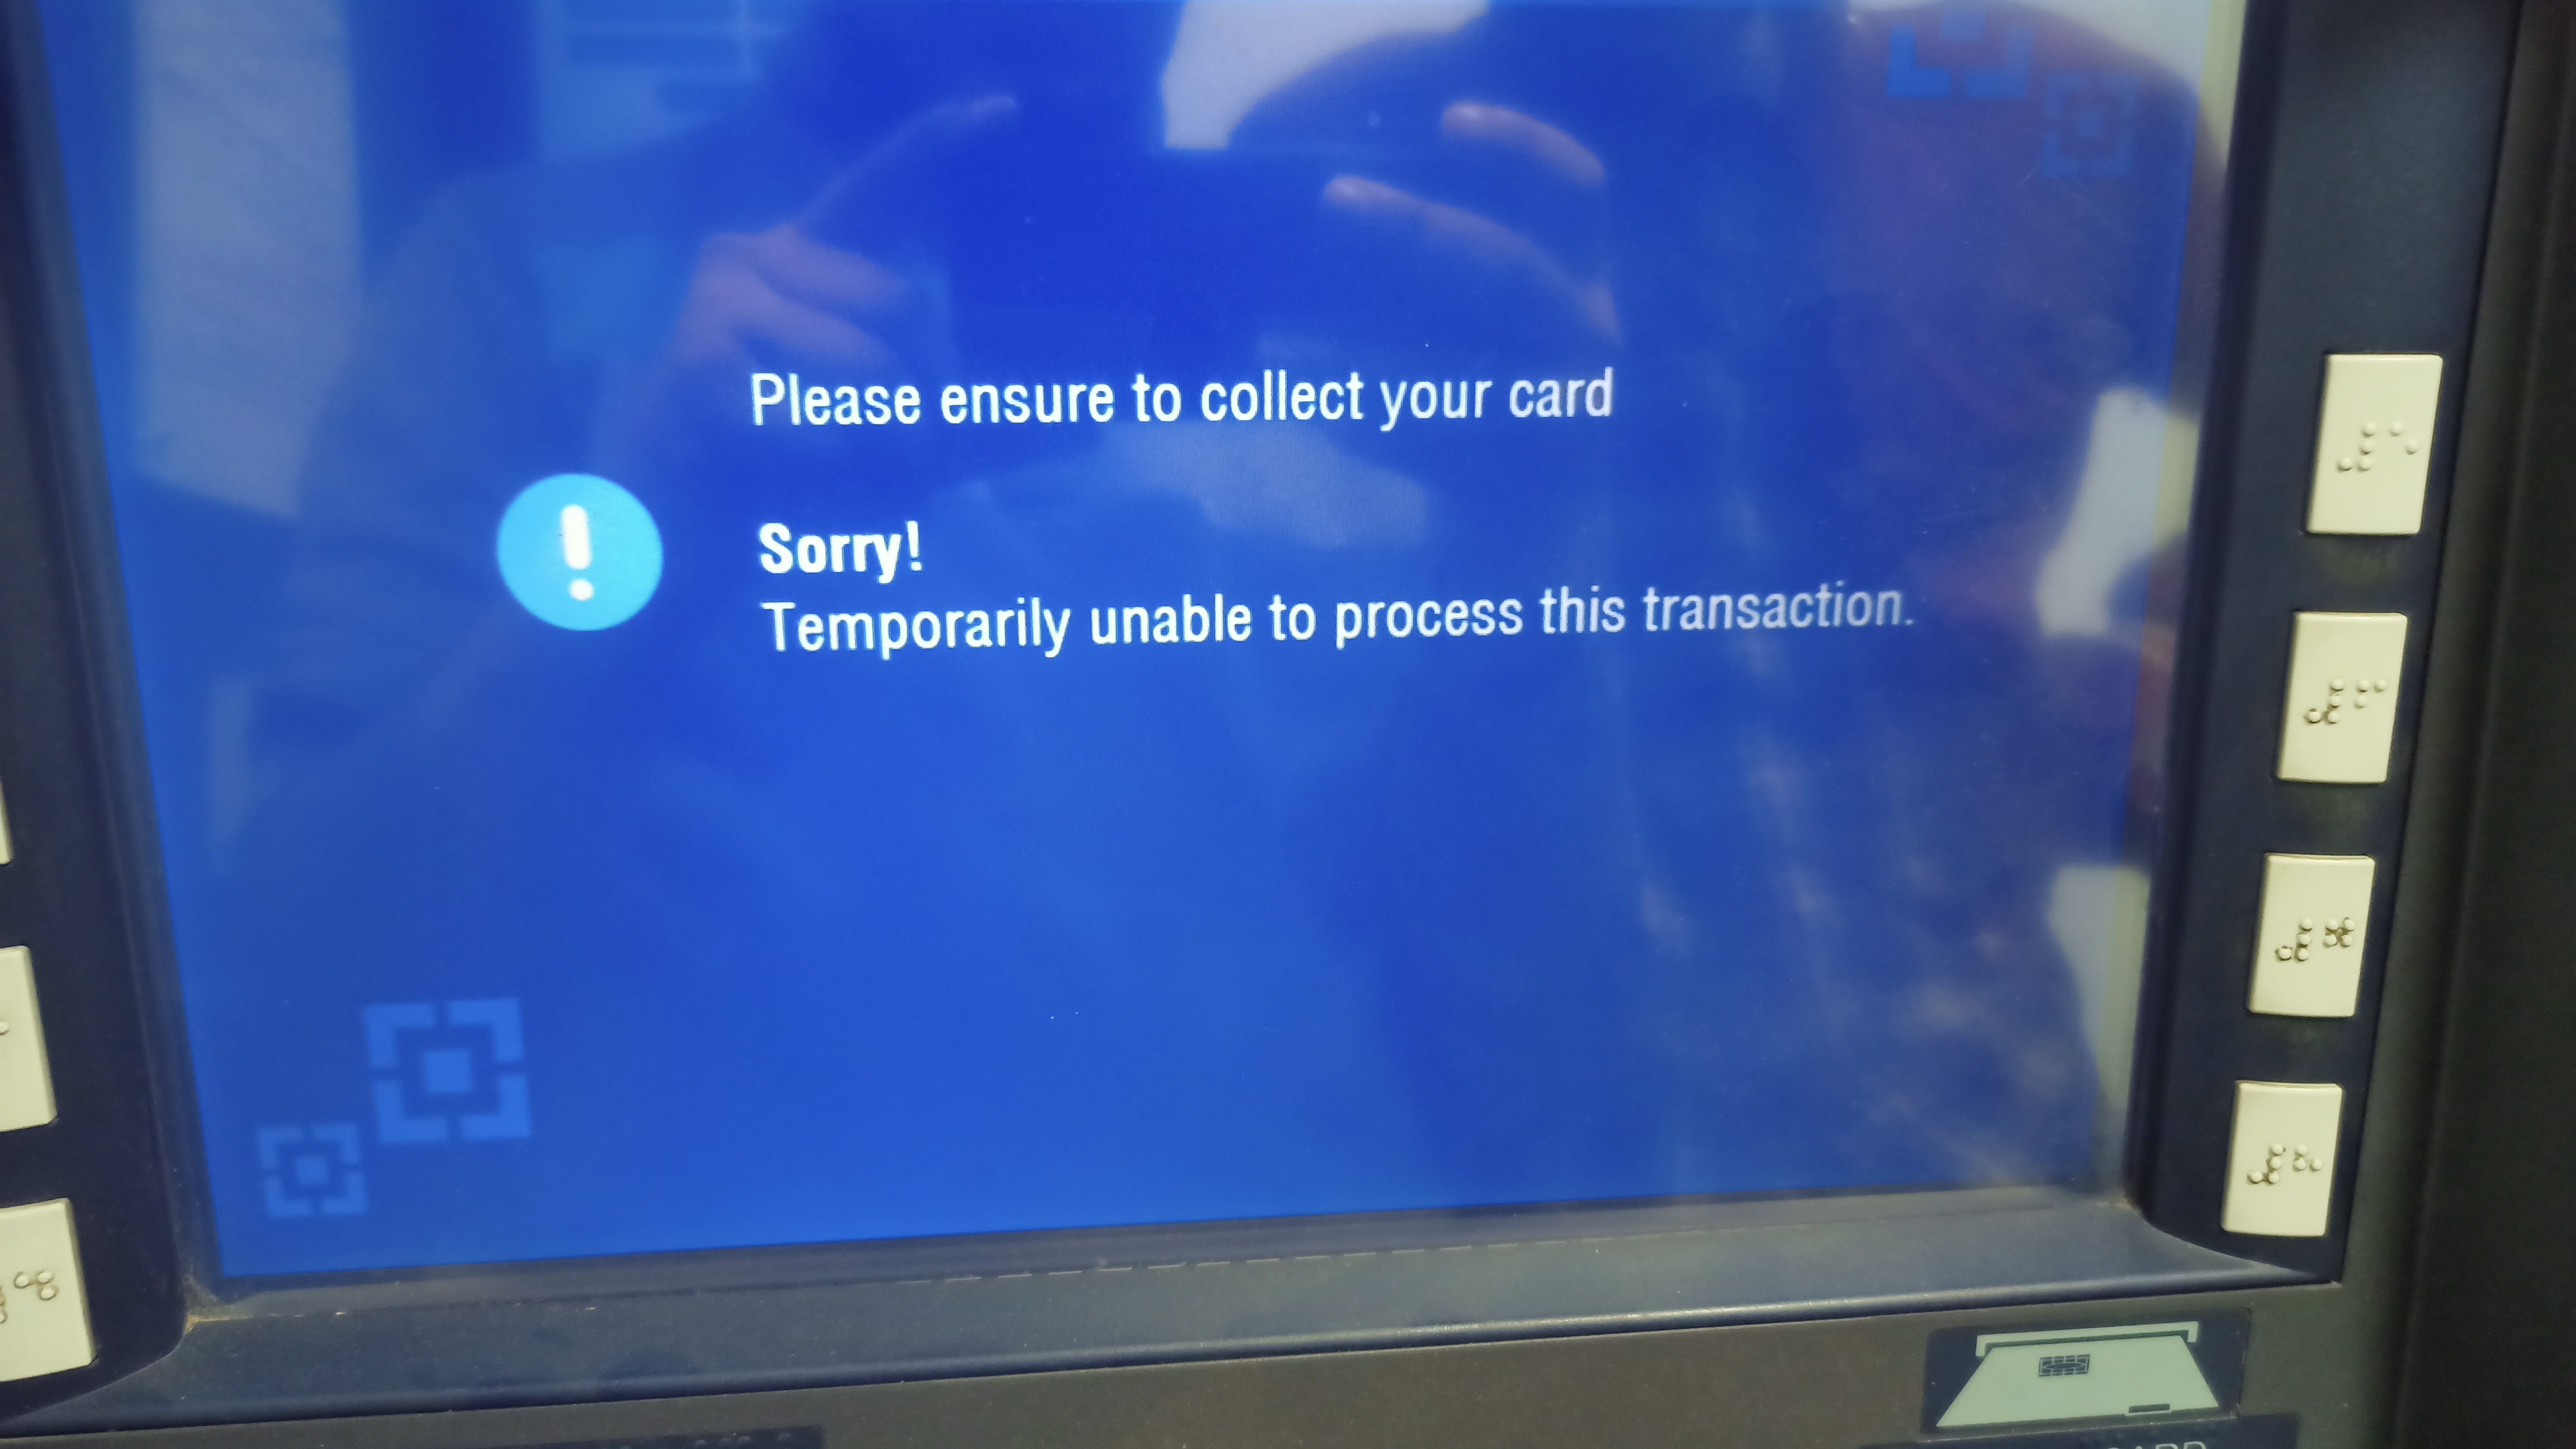 Please ensure to collect your card
Sorry!
Temporarily unable to process this transaction.